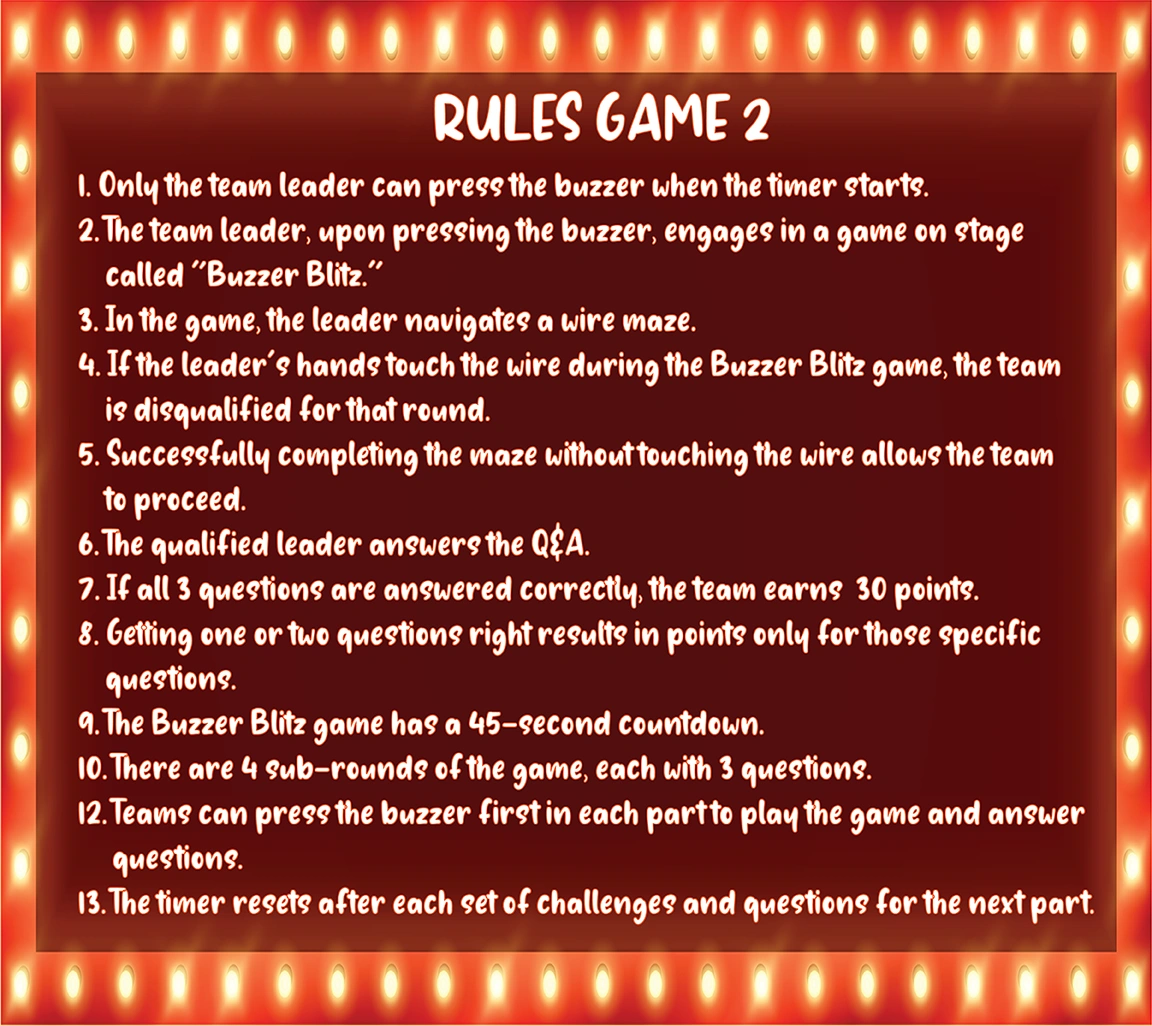 RULES GAME 2
1. Only the team leader can press the buzzer when the timer starts.
2. The team leader, upon pressing the buzzer, engages in a game on stage
called "Buzzer Blitz."
3. In the game, the leader navigates a wire maze.
4. If the leader's hands touch the wire during the Buzzer Blitz game, the team
is disqualified for that round.
5. Successfully completing the maze without touching the wire allows the team
to proceed.
6. The qualified leader answers the Q&A.
7. If all 3 questions are answered correctly, the team earns 30 points.
8. Getting one or two questions right results in points only for those specific
questions.
9. The Buzzer Blitz game has a 45-second countdown.
10. There are 4 sub-rounds of the game, each with 3 questions.
12. Teams can press the buzzer first in each part to play the game and answer
questions.
13. The timer resets after each set of challenges and questions for the next part.